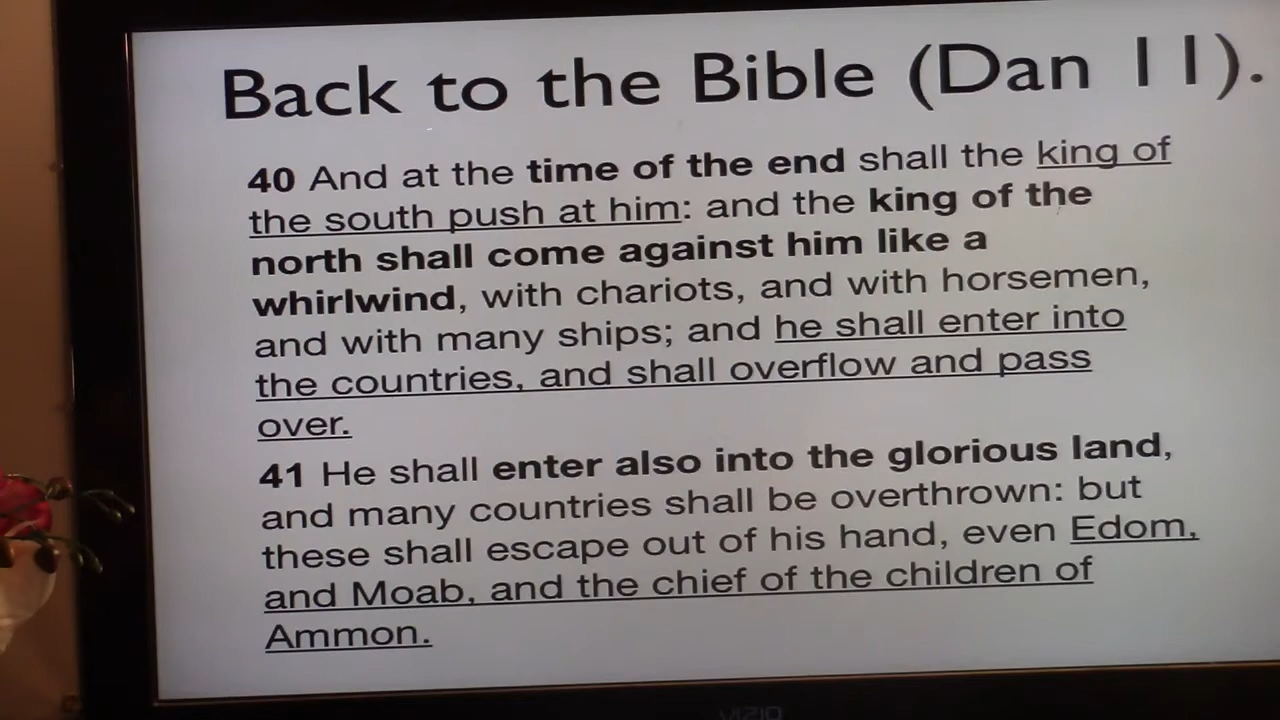 Back to the Bible (Dan 11).
40 And at the time of the end shall the king of
the south push at him: and the king of the
north shall come against him like a
whirlwind, with chariots, and with horsemen,
and with many ships; and he shall enter into
the countries, and shall overflow and pass
over.
41 He shall enter also into the glorious land,
and many countries shall be overthrown: but
these shall escape out of his hand, even Edom,
and Moab, and the chief of the children of
Ammon.
VIZIO